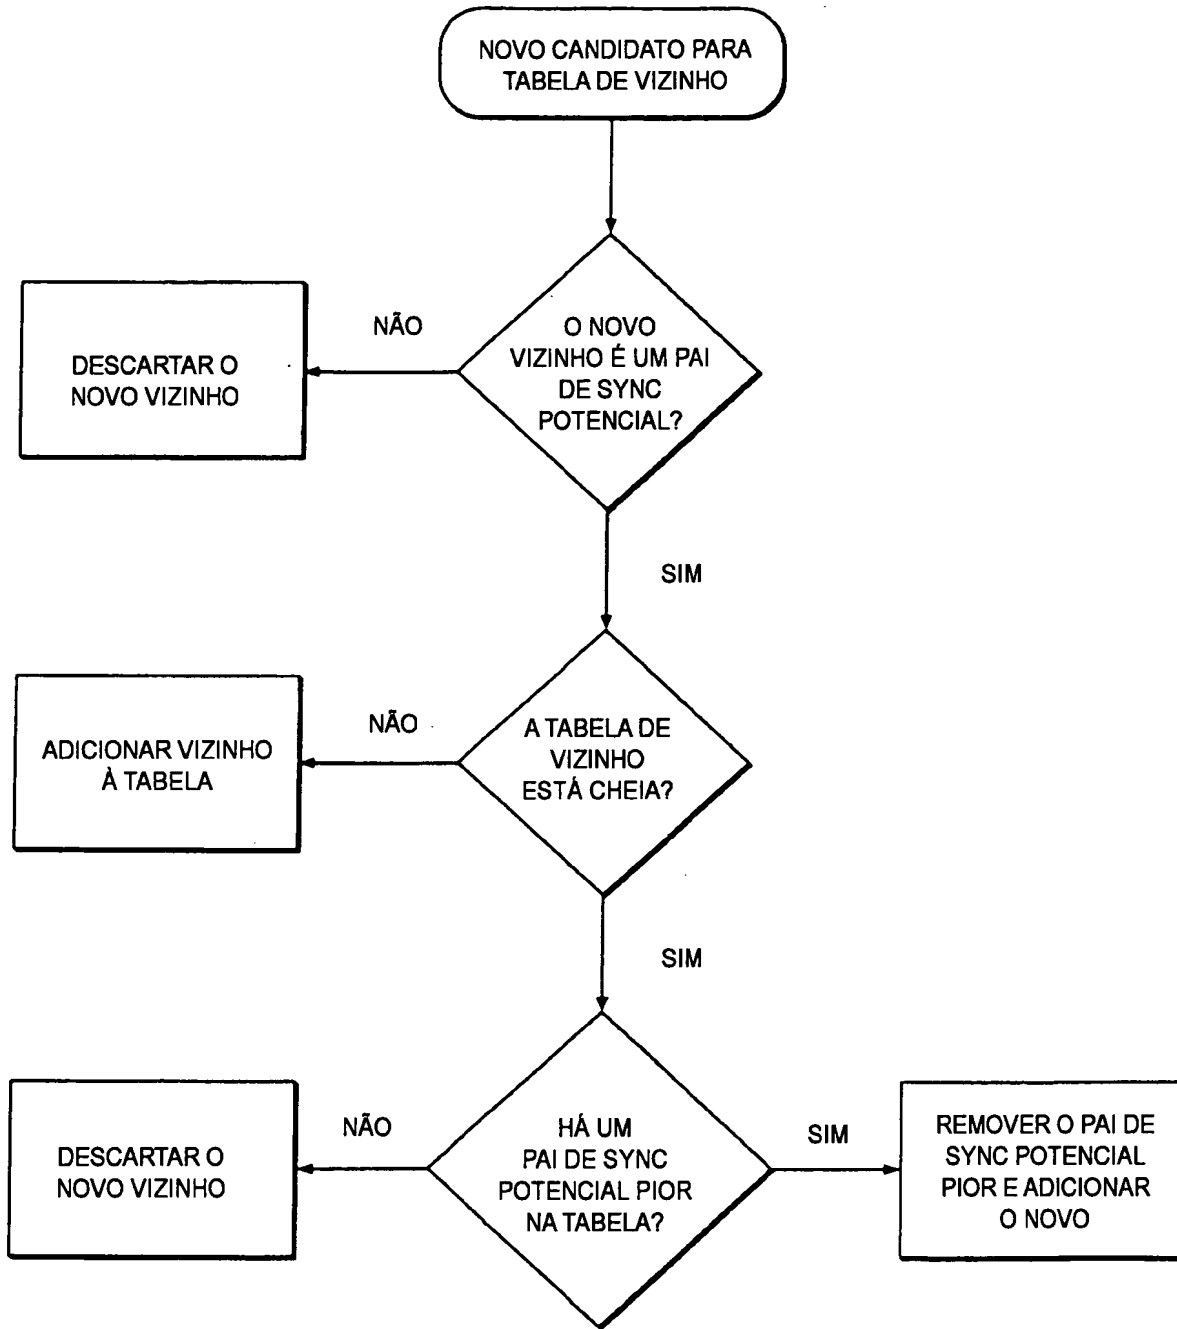 NOVO CANDIDATO PARA
TABELA DE VIZINHO
NÃO
O NOVO
VIZINHO É UM PAI
DE SYNC
POTENCIAL?
DESCARTAR O
NOVO VIZINHO
SIM
NÃO
A TABELA DE
VIZINHO
ESTÁ CHEIA?
ADICIONAR VIZINHO
À TABELA
SIM
NÃO
HÁ UM
PAI DE SYNC
POTENCIAL PIOR
NA TABELA?
SIM
DESCARTAR O
NOVO VIZINHO
REMOVER O PAI DE
SYNC POTENCIAL
PIOR E ADICIONAR
O NOVO